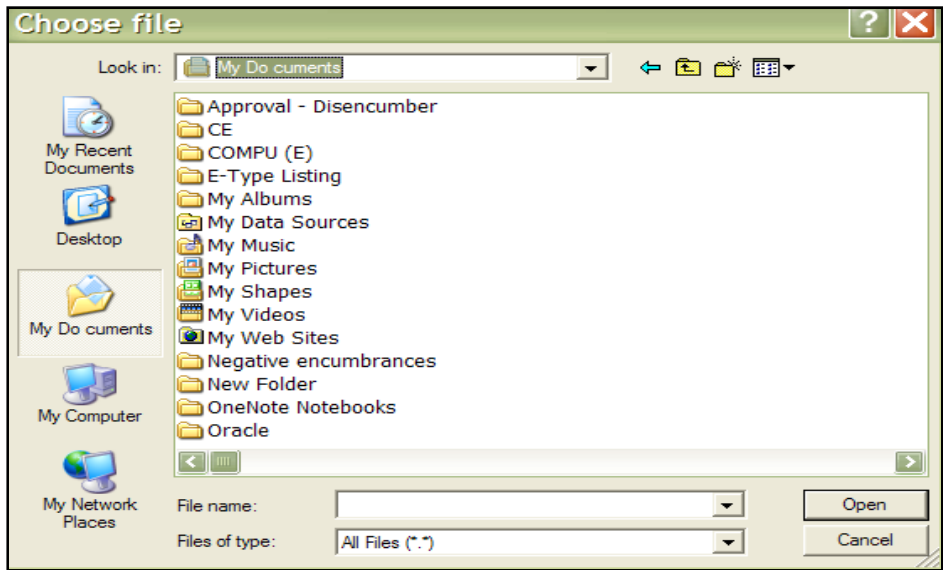 Choose file
?
Look in:
My Do cuments
My Recent
Documents
Desktop
My Do cuments
My Computer
My Network
Places
Approval - Disencumber
CE
COMPU (E)
E-Type Listing
My Albums
My Data Sources
My Music
My Pictures
My Shapes
My Videos
My Web Sites
Negative encumbrances
New Folder
OneNote Notebooks
Oracle
File name:
Open
Files of type:
All Files (*.*)
Cancel